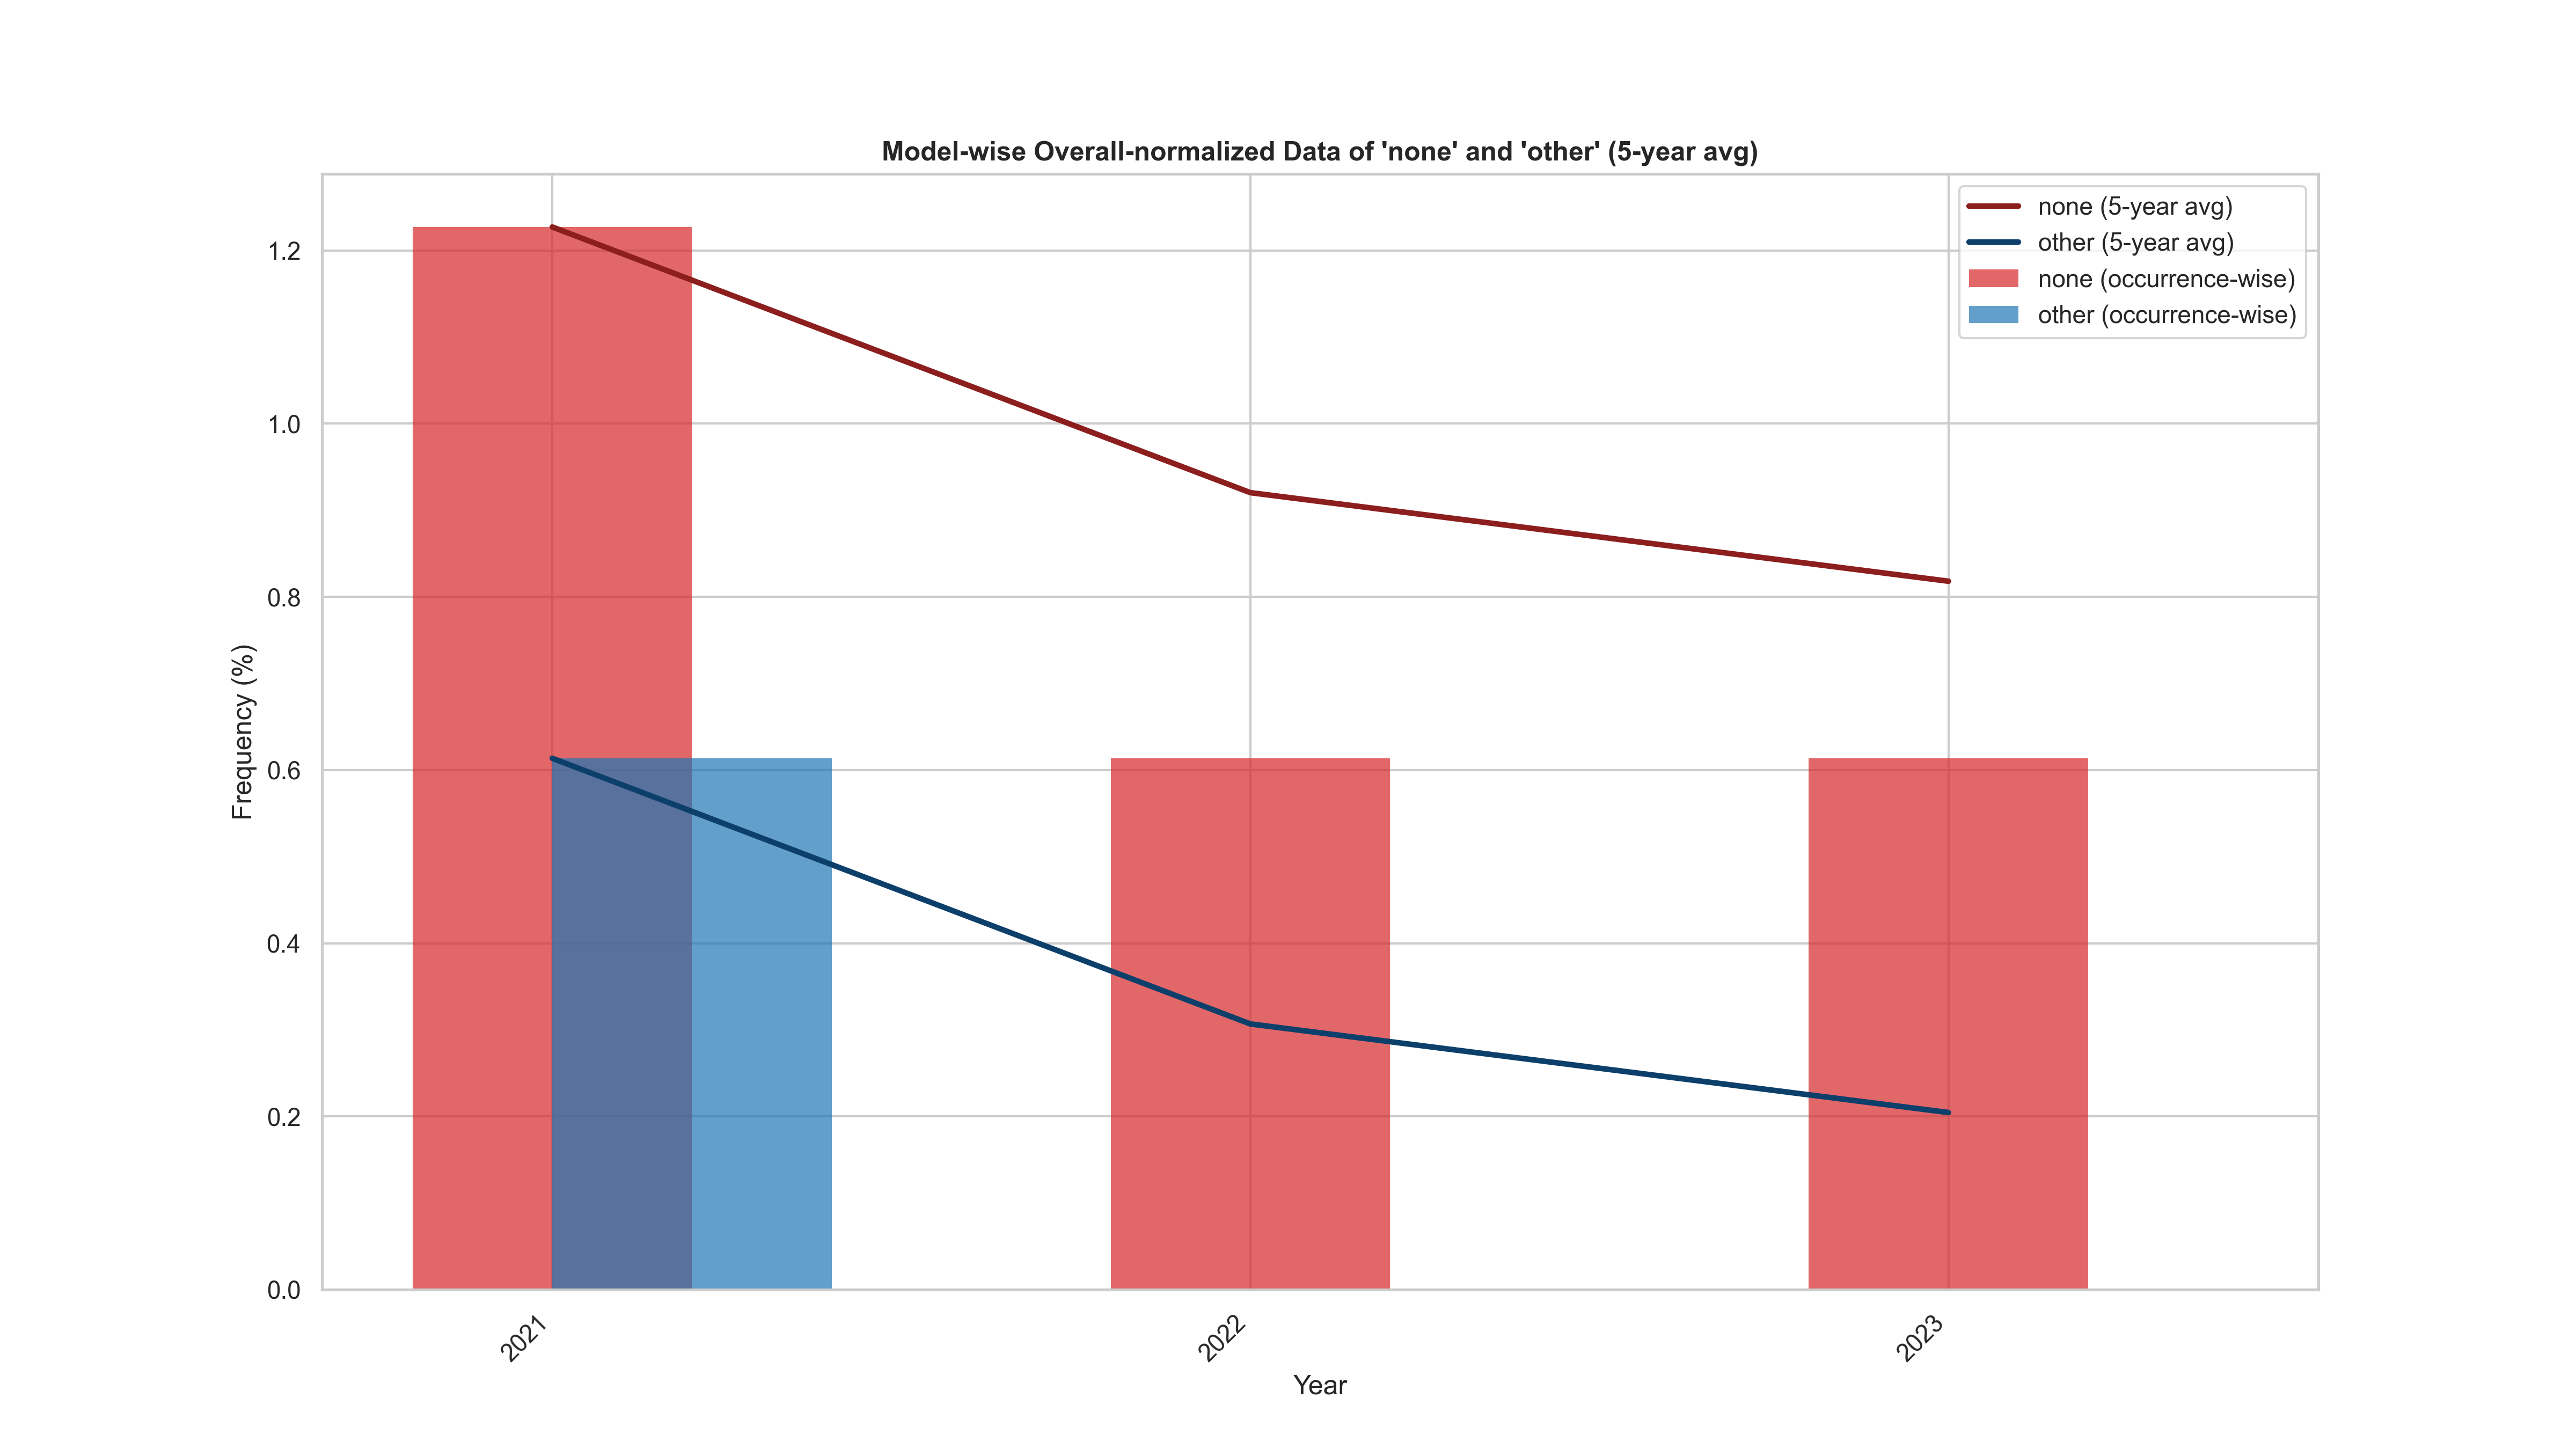 Model-wise Overall-normalized Data of 'none' and 'other' (5-year avg)
none (5-year avg)
other (5-year avg)
none (occurrence-wise)
other (occurrence-wise)
Frequency (%)
1.2
1.0
0.8
0.6
0.4
0.2
0.0
2021
2022
2023
Year